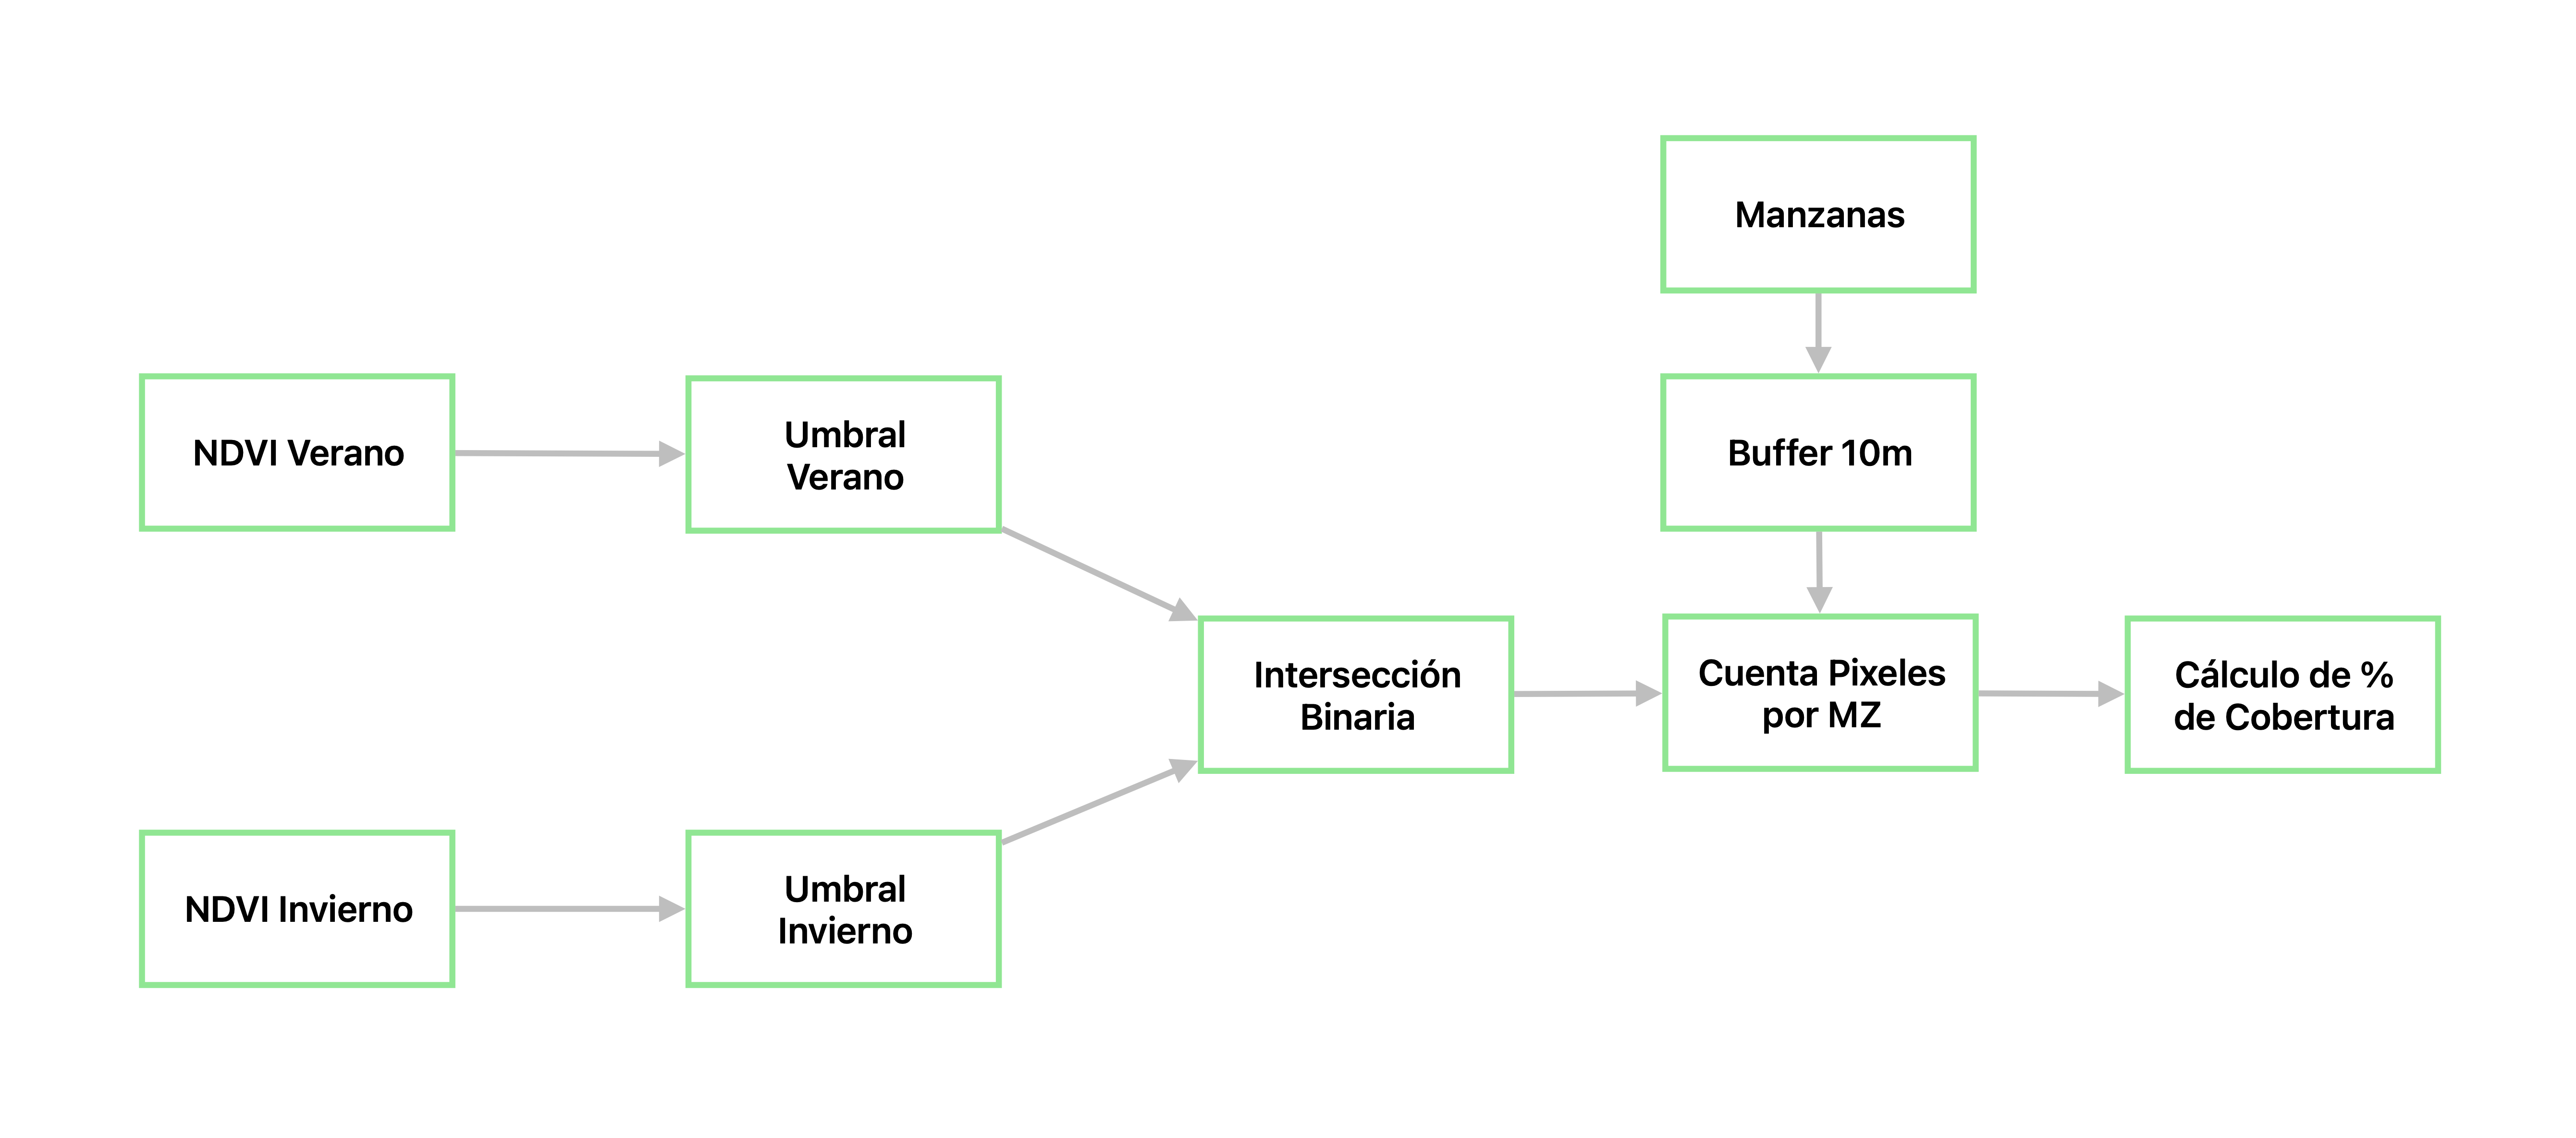 Manzanas
NDVI Verano
Umbral
Verano
Buffer 10m
Intersección
Binaria
Cuenta Pixeles
por MZ
Cálculo de %
de Cobertura
NDVI Invierno
Umbral
Invierno